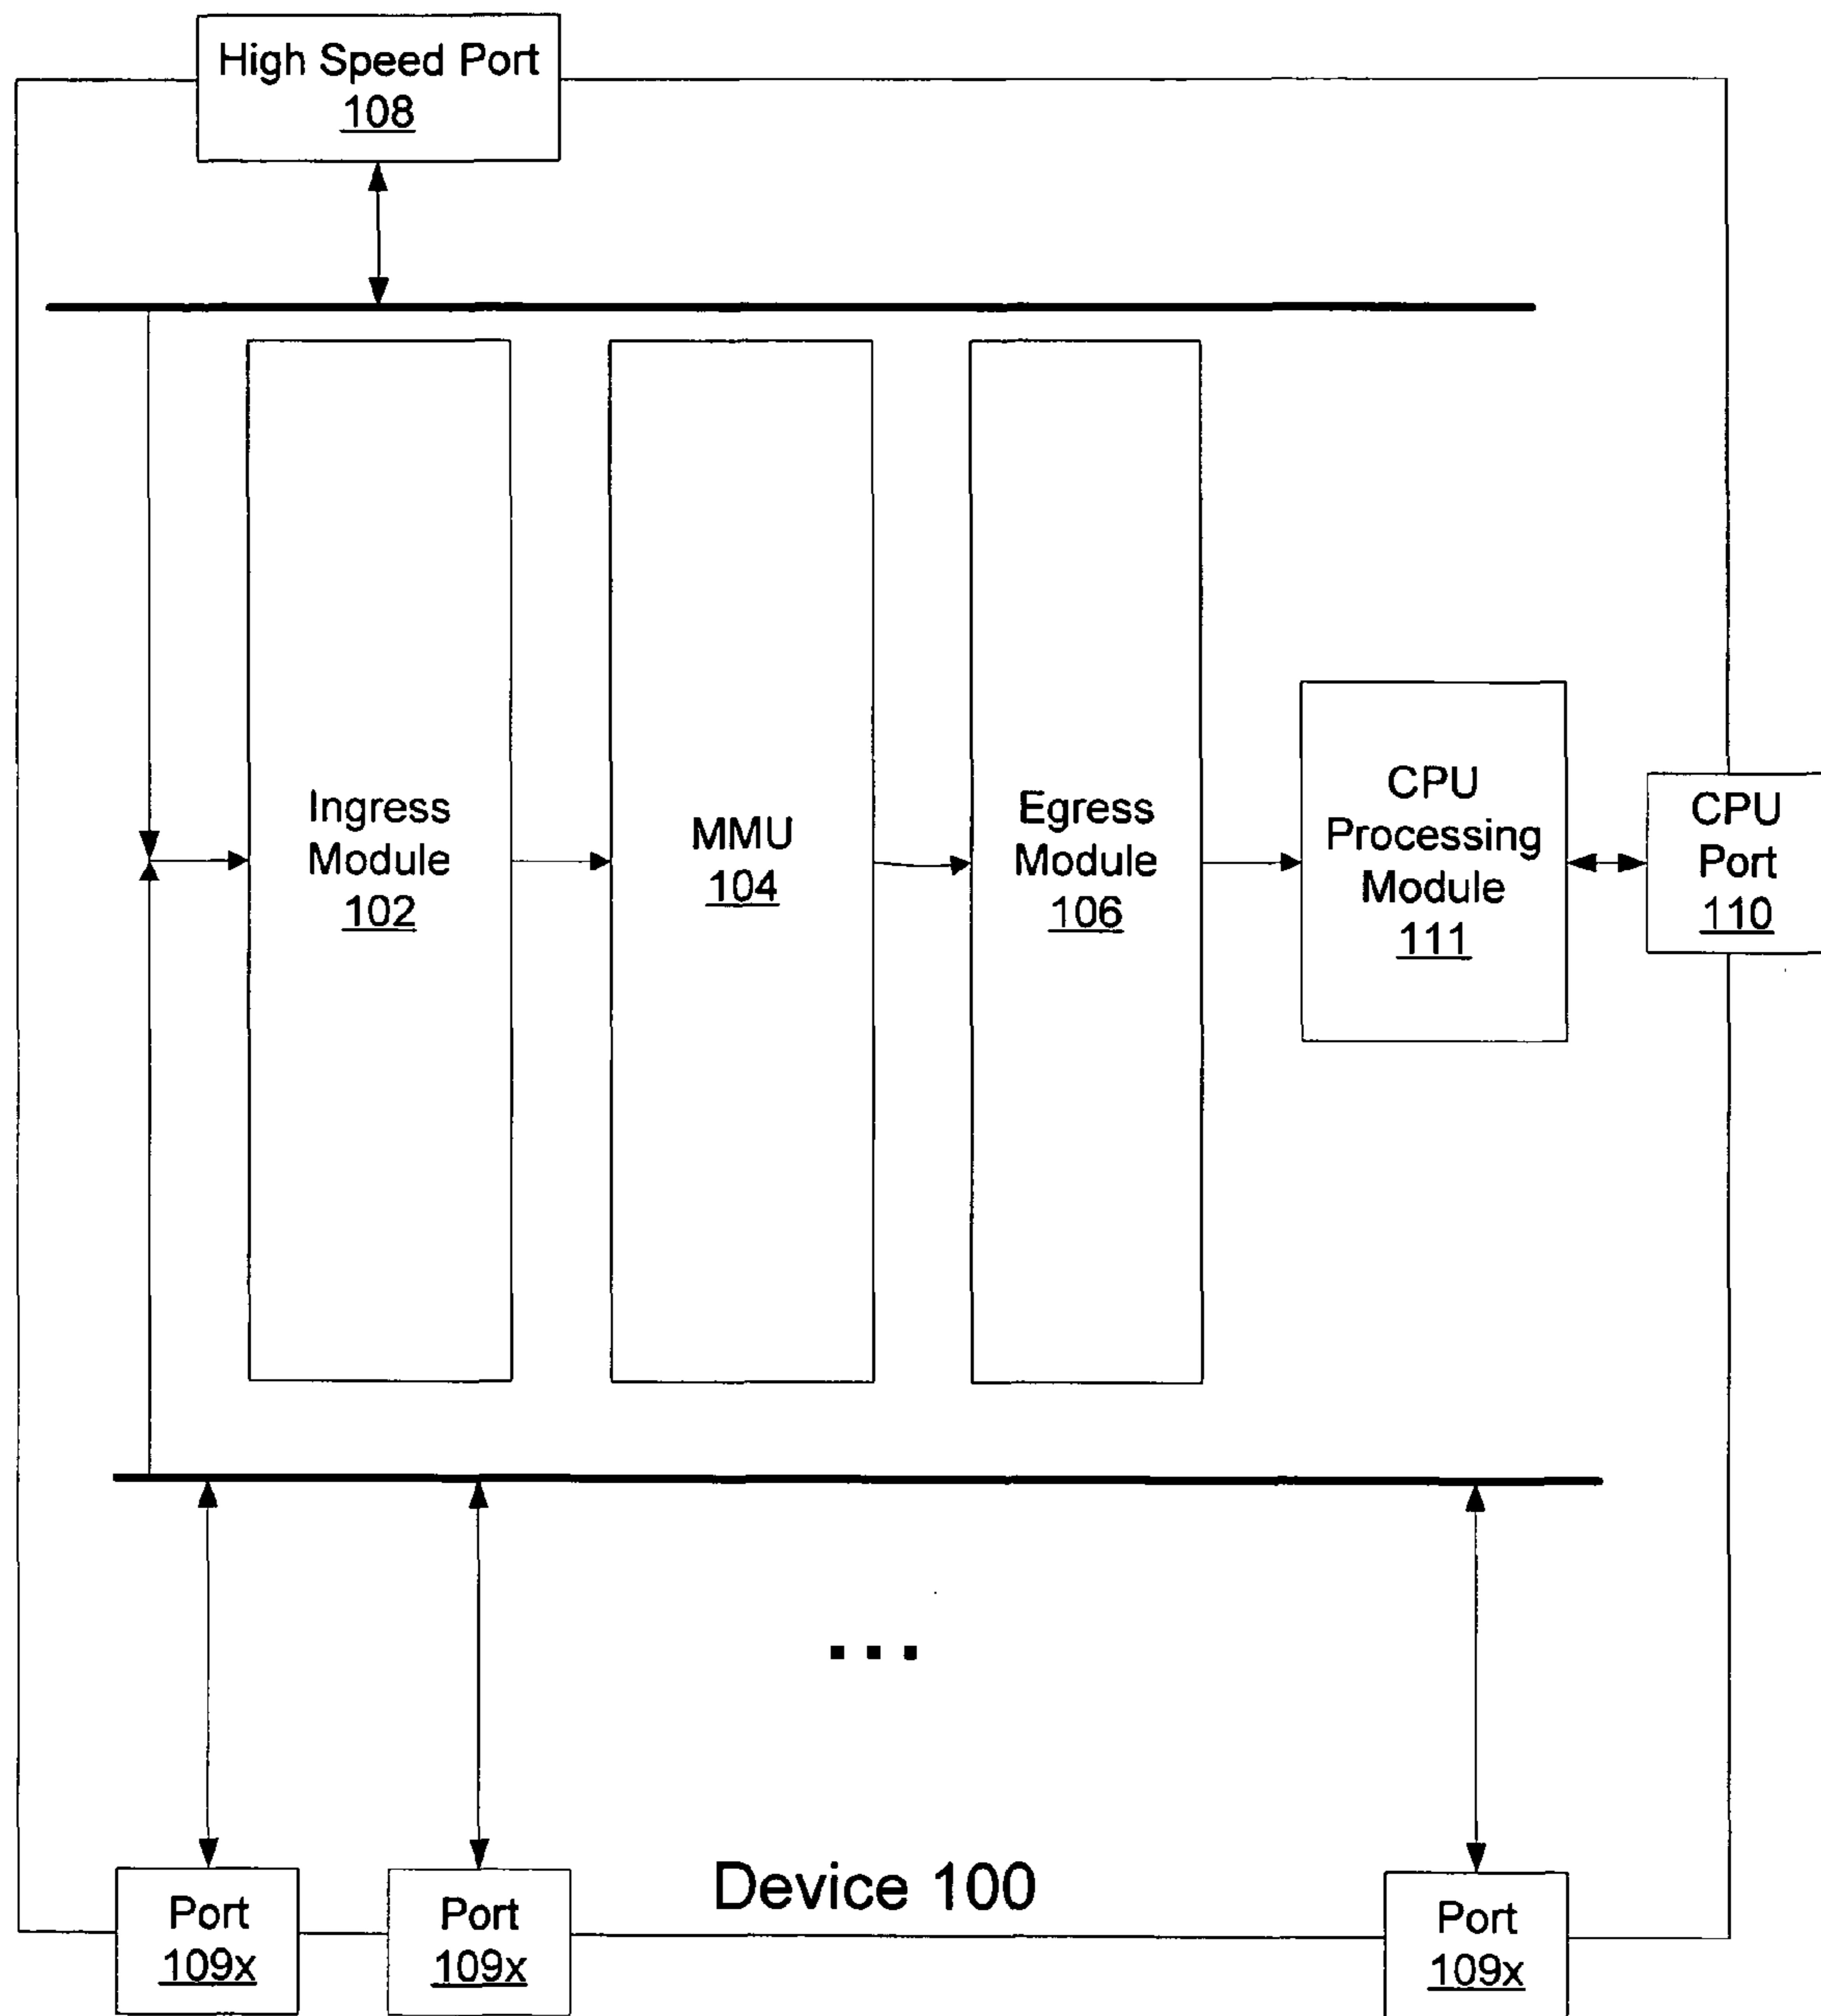 High Speed Port
108
Ingress
Module
102
MMU
104
Egress
Module
106
CPU
Processing
Module
111
CPU
Port
110
...
Device 100
Port
109x
Port
109x
Port
109x